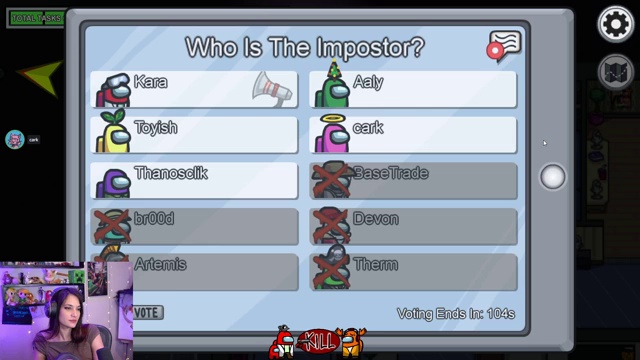 TOTAL TASKS
Who Is The Impostor?
Kara
Aaly
Toyish
cark
Thanosclik
BaseTrade
br00d
Devon
Artemis
Therm
cark
VOTE
Voting Ends In: 104s
KILL